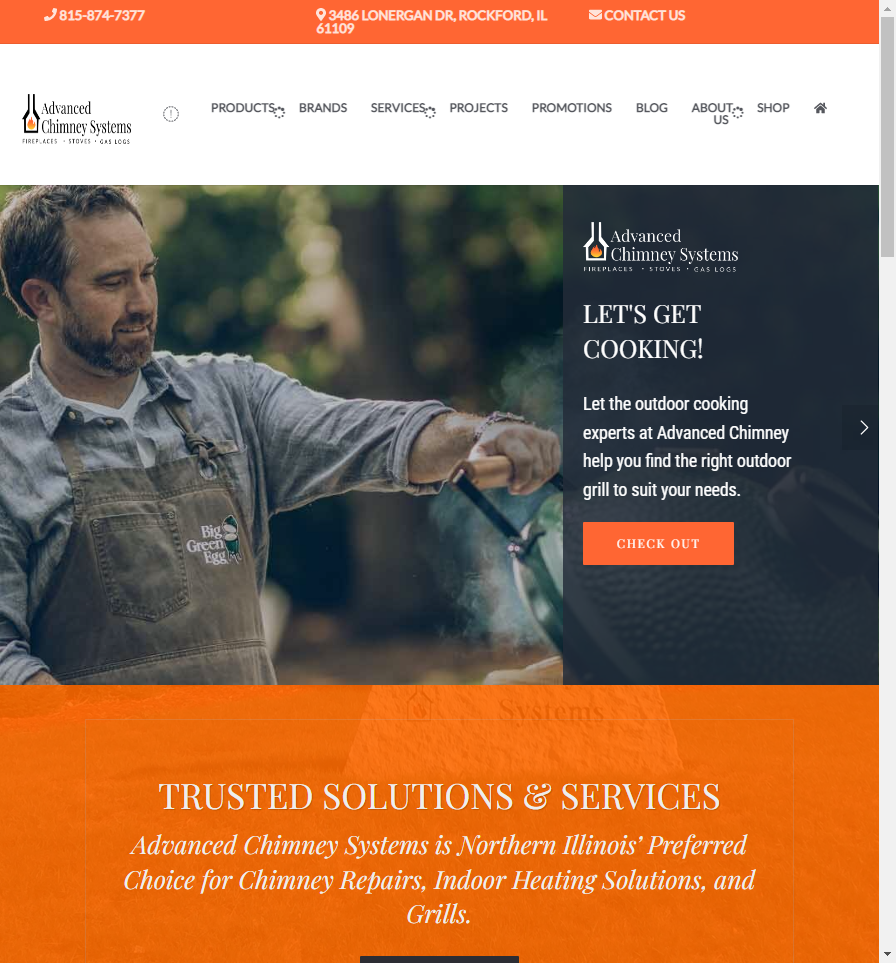 815-874-7377
3486 LONERGAN DR, ROCKFORD, IL
61109
CONTACT US
Advanced
Chimney Systems
FIREPLACES · STOVES · GAS LOGS
PRODUCTS
BRANDS
SERVICES
PROJECTS
PROMOTIONS
BLOG
ABOUT
US
SHOP
Advanced
Chimney Systems
FIREPLACES · STOVES · GAS LOGS
LET'S GET
COOKING!
Let the outdoor cooking
experts at Advanced Chimney
help you find the right outdoor
grill to suit your needs.
CHECK OUT
Big
Green
Egg
Systems
TRUSTED SOLUTIONS & SERVICES
Advanced Chimney Systems is Northern Illinois’ Preferred
Choice for Chimney Repairs, Indoor Heating Solutions, and
Grills.